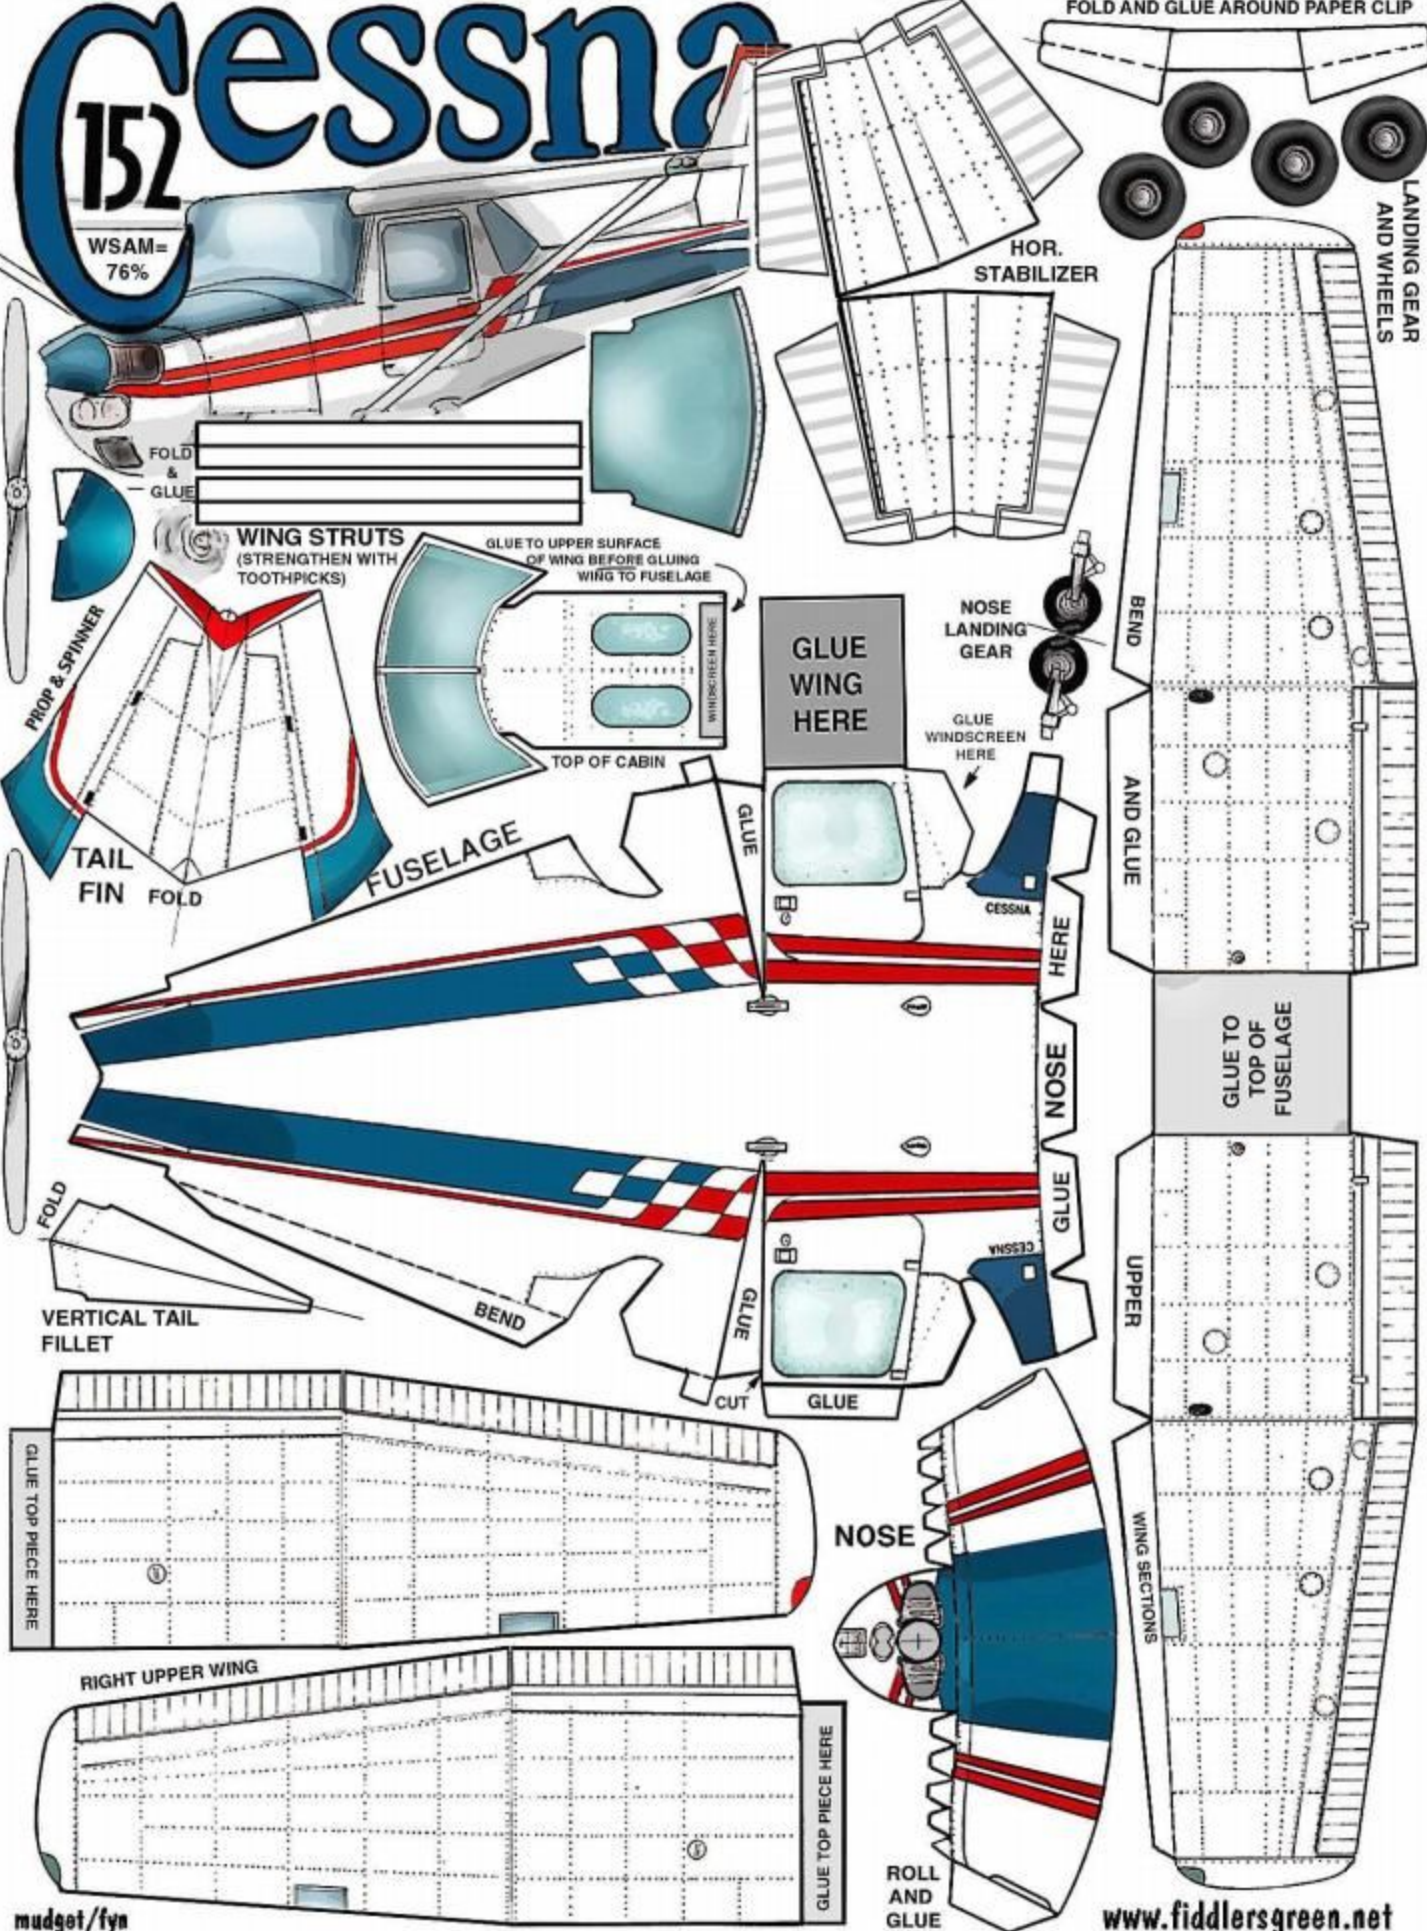 Cessna
152
WSAM=
76%
FOLD AND GLUE AROUND PAPER CLIP
LANDING GEAR
AND WHEELS
HOR.
STABILIZER
FOLD
&
GLUE
WING STRUTS
(STRENGTHEN WITH
TOOTHPICKS)
PROP & SPINNER
GLUE TO UPPER SURFACE
OF WING BEFORE GLUING
WING TO FUSELAGE
WINDSCREEN HERE
TOP OF CABIN
GLUE
WING
HERE
NOSE
LANDING
GEAR
GLUE
WINDSCREEN
HERE
BEND
AND GLUE
TAIL
FIN
FOLD
FUSELAGE
GLUE
CESSNA
HERE
NOSE
GLUE
CESSNA
GLUE TO
TOP OF
FUSELAGE
FOLD
VERTICAL TAIL
FILLET
BEND
GLUE
CUT
GLUE
UPPER
WING SECTIONS
GLUE TOP PIECE HERE
NOSE
RIGHT UPPER WING
GLUE TOP PIECE HERE
ROLL
AND
GLUE
mudget/fyn
www.fiddlersgreen.net